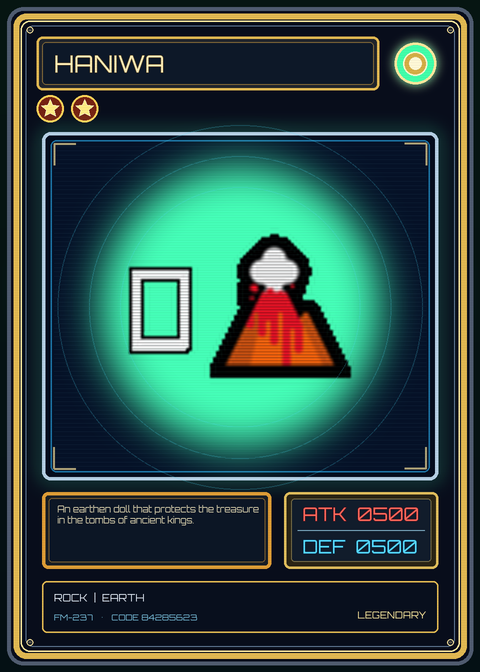 HANIWA
An earthen doll that protects the treasure
in the tombs of ancient kings.
ATK 0500
DEF 0500
ROCK | EARTH
FM-237 · CODE 84285623
LEGENDARY